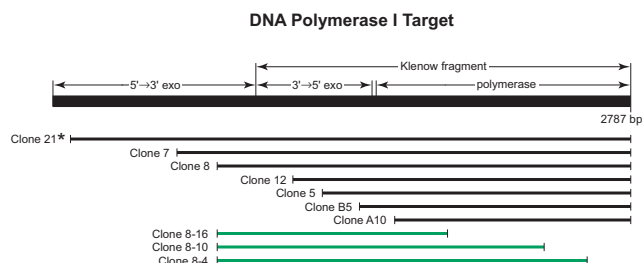 DNA Polymerase I Target
Klenow fragment
5'→3' exo 3'→5' exo polymerase
2787 bp
Clone 21*
Clone 7
Clone 8
Clone 12
Clone 5
Clone B5
Clone A10
Clone 8-16
Clone 8-10
Clone 8-4